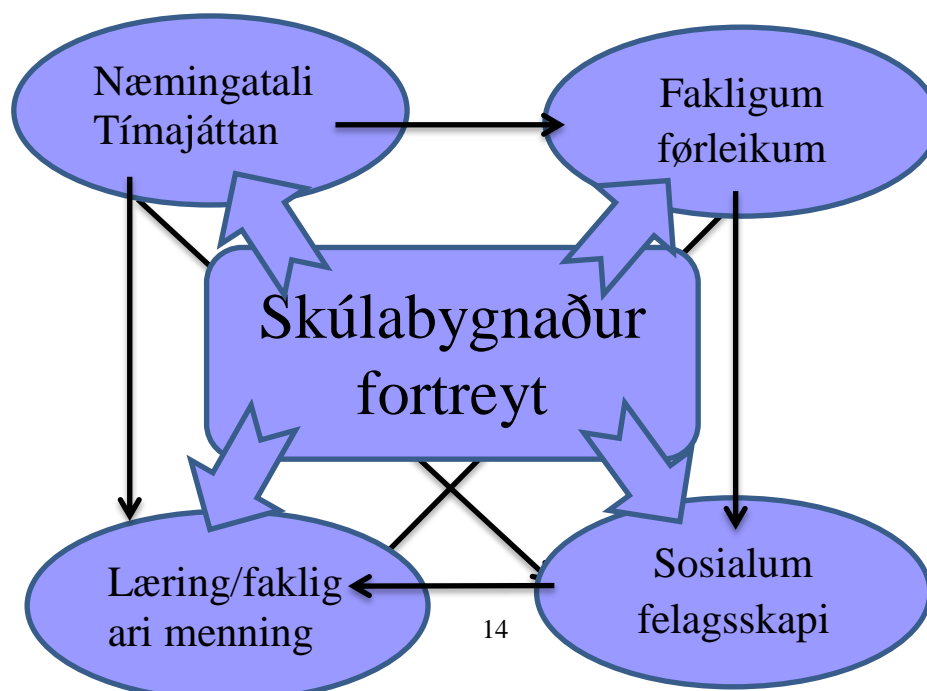 Næmingatali
Tímajáttan
Fakligum
førleikum
Skúlabygnaður
fortreyt
Læring/faklig
ari menning
Sosialum
felagsskapi
14